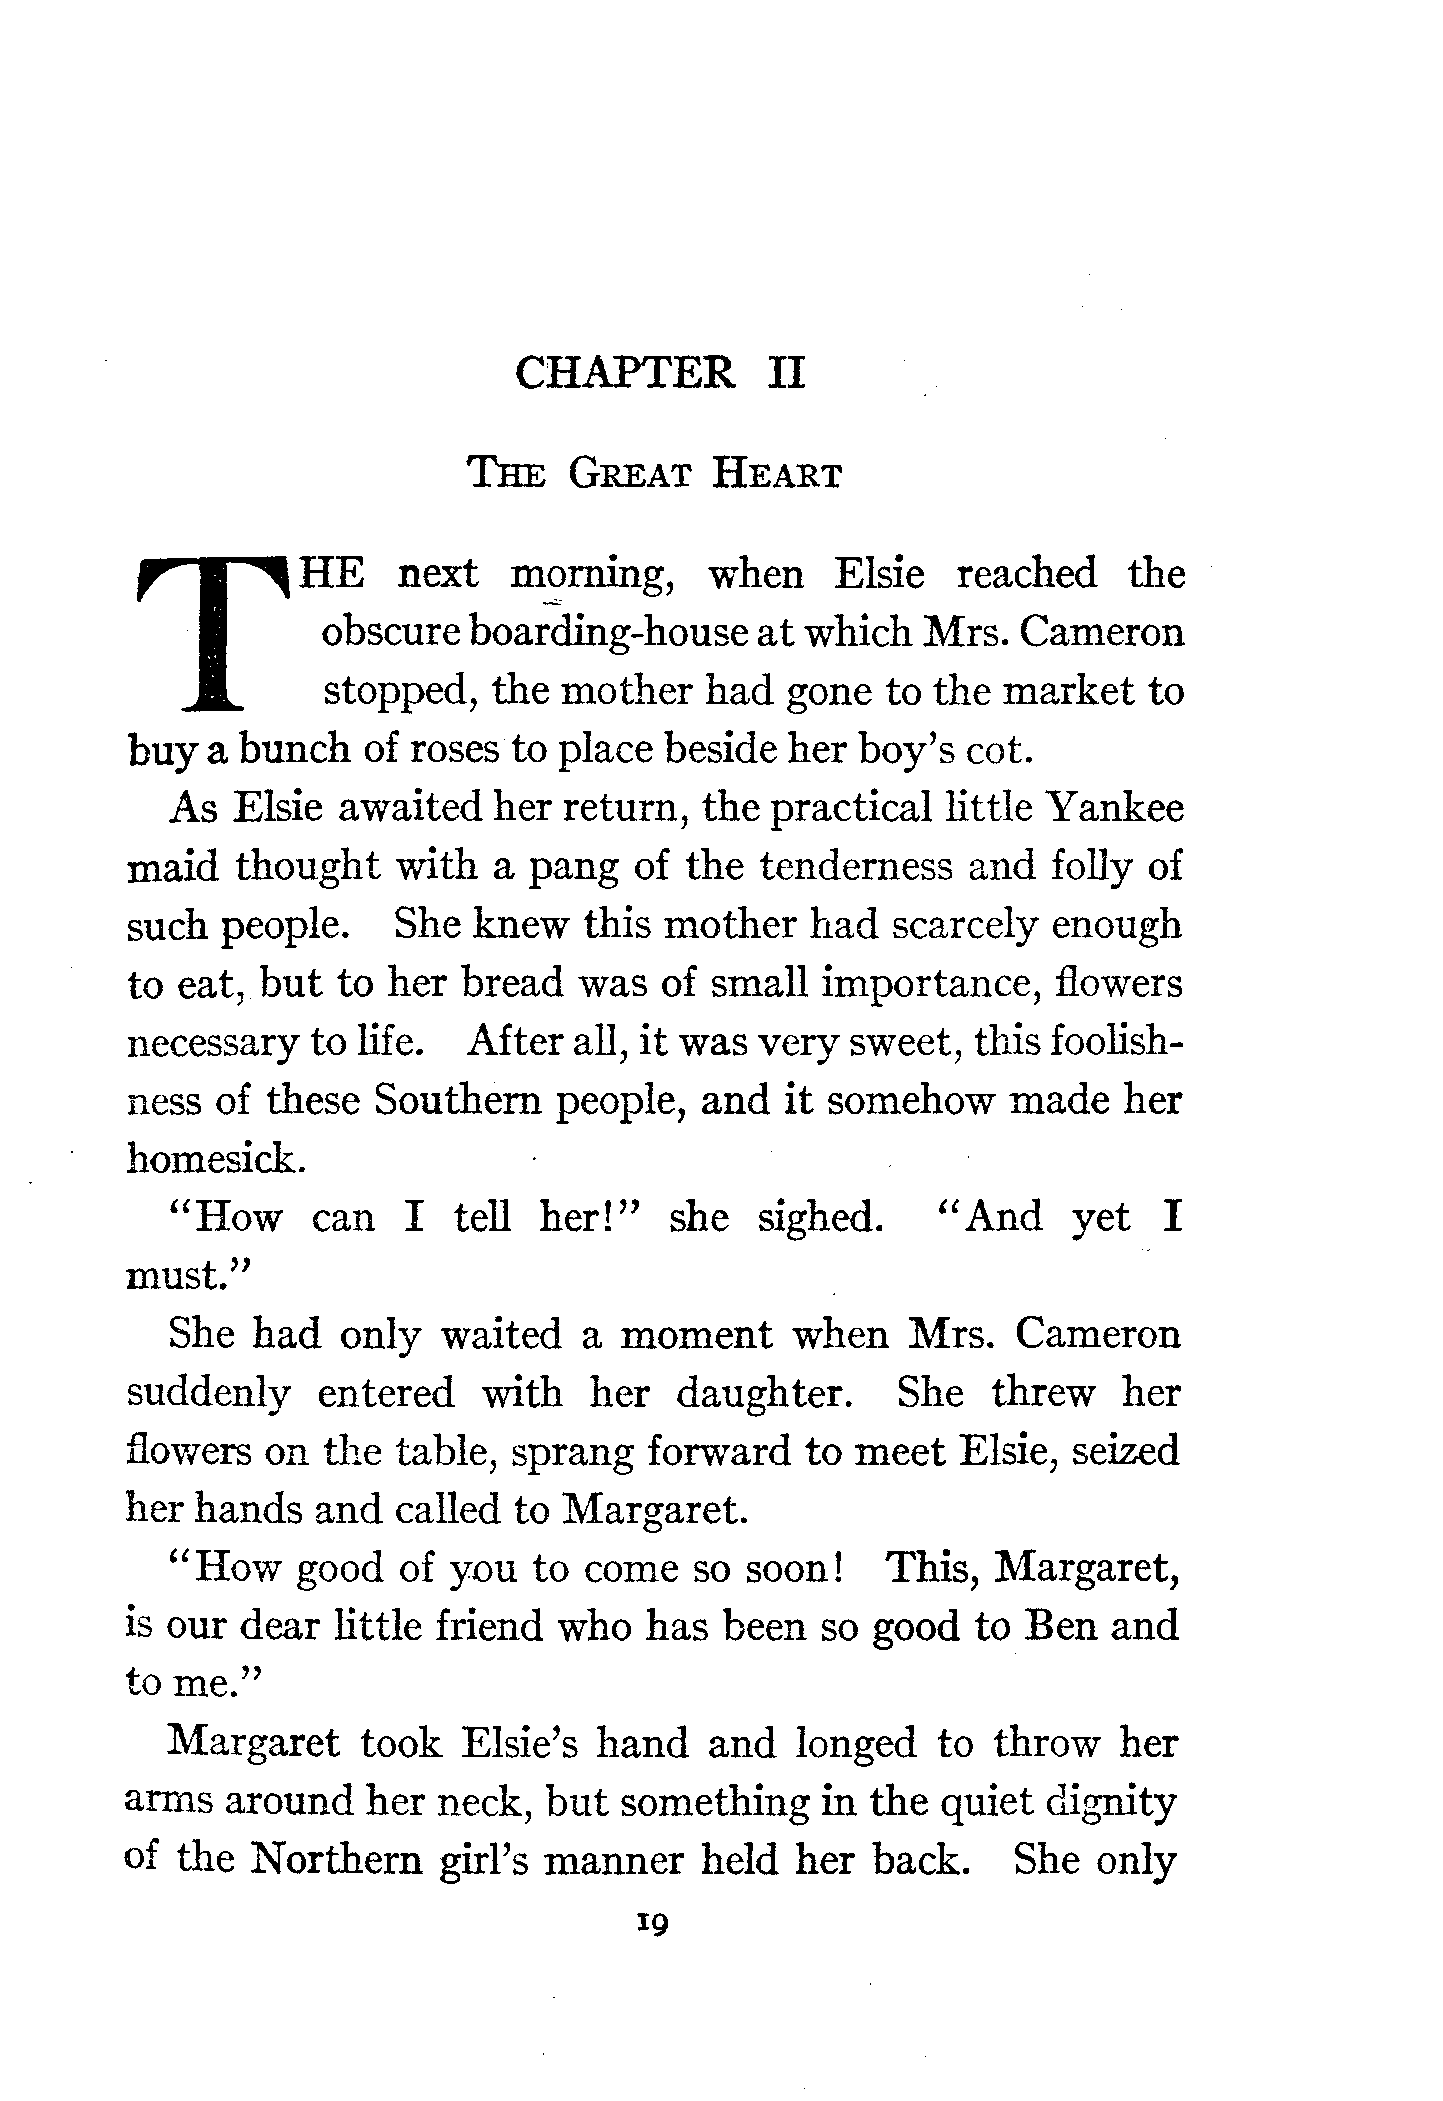 CHAPTER II
THE GREAT HEART
THE next morning, when Elsie reached the
obscure boarding-house at which Mrs. Cameron
stopped, the mother had gone to the market to
buy a bunch of roses to place beside her boy's cot.
As Elsie awaited her return, the practical little Yankee
maid thought with a pang of the tenderness and folly of
such people. She knew this mother had scarcely enough
to eat, but to her bread was of small importance, flowers
necessary to life. After all, it was very sweet, this foolish-
ness of these Southern people, and it somehow made her
homesick.
"How can I tell her!" she sighed. "And yet I
must."
She had only waited a moment when Mrs. Cameron
suddenly entered with her daughter. She threw her
flowers on the table, sprang forward to meet Elsie, seized
her hands and called to Margaret.
"How good of you to come so soon! This, Margaret,
is our dear little friend who has been so good to Ben and
to me."
Margaret took Elsie's hand and longed to throw her
arms around her neck, but something in the quiet dignity
of the Northern girl's manner held her back. She only
19